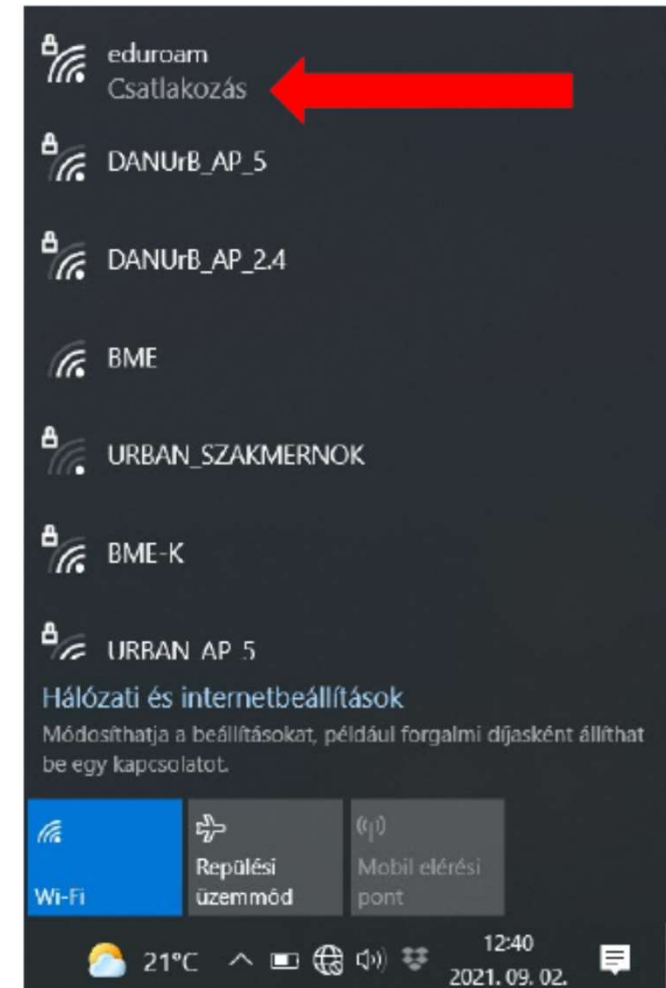 eduroam
Csatlakozás
DANUrB_AP_5
DANUrB_AP_2.4
BME
URBAN_SZAKMERNOK
BME-K
URBAN_AP_5
Hálózati és internetbeállítások
Módosíthatja a beállításokat, például forgalmi díjasként állíthat
be egy kapcsolatot.
Wi-Fi
Repülési
üzemmód
Mobil elérési
pont
21°C
12:40
2021. 09. 02.